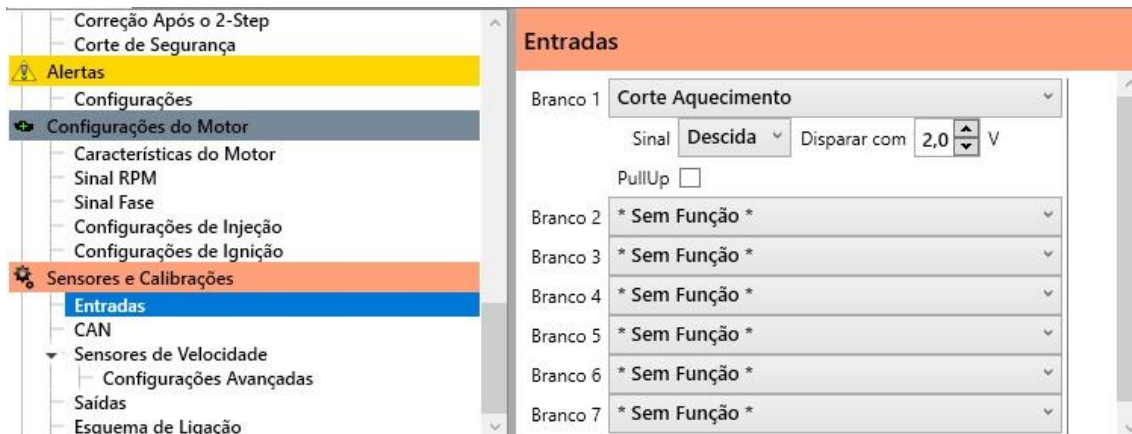 Correção Após o 2-Step
Corte de Segurança
Alertas
Configurações
Configurações do Motor
Características do Motor
Sinal RPM
Sinal Fase
Configurações de Injeção
Configurações de Ignição
Sensores e Calibrações
Entradas
CAN
Sensores de Velocidade
Configurações Avançadas
Saídas
Esquema de Ligação
Entradas
Branco 1 Corte Aquecimento
Sinal Descida Disparar com 2,0 V
PullUp
Branco 2 * Sem Função *
Branco 3 * Sem Função *
Branco 4 * Sem Função *
Branco 5 * Sem Função *
Branco 6 * Sem Função *
Branco 7 * Sem Função *